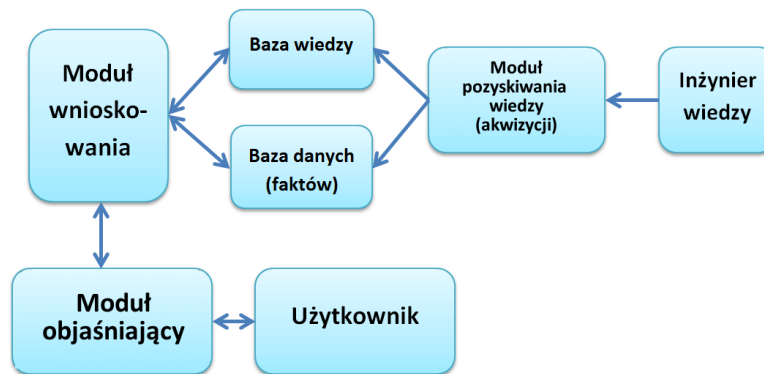 Moduł
wniosko-
wania
Baza wiedzy
Baza danych
(faktów)
Moduł
pozyskiwania
wiedzy
(akwizycji)
Inżynier
wiedzy
Moduł
objaśniający
Użytkownik